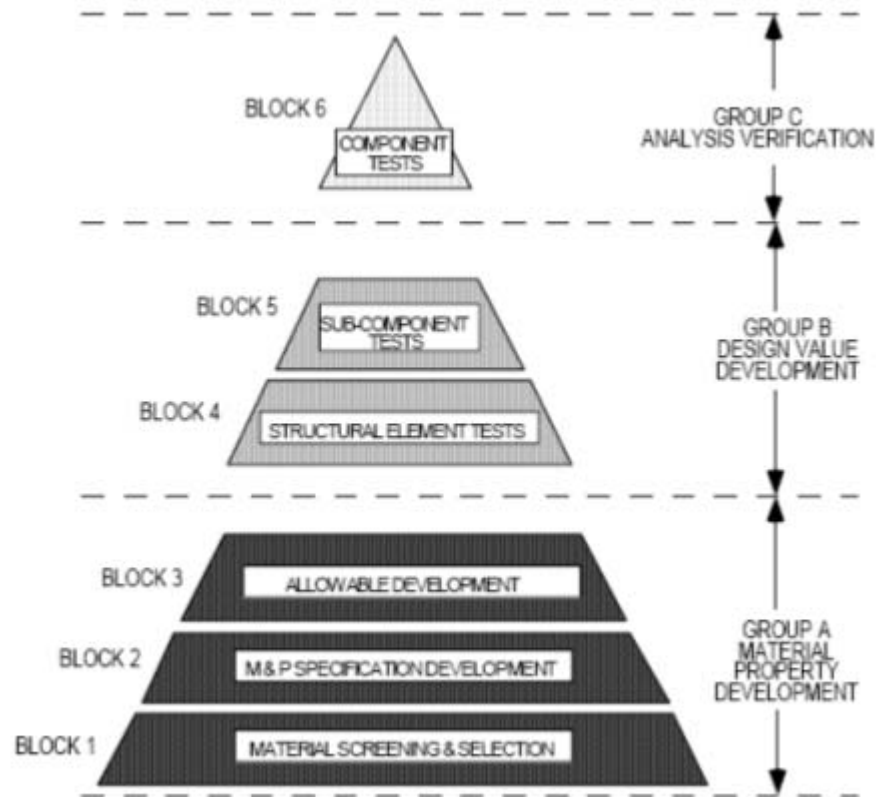 BLOCK 6
COMPONENT
TESTS
GROUP C
ANALYSIS VERIFICATION
BLOCK 5
SUB-COMPONENT
TESTS
BLOCK 4
STRUCTURAL ELEMENT TESTS
GROUP B
DESIGN VALUE
DEVELOPMENT
BLOCK 3
ALLOWABLE DEVELOPMENT
BLOCK 2
M & P SPECIFICATION DEVELOPMENT
BLOCK 1
MATERIAL SCREENING & SELECTION
GROUP A
MATERIAL
PROPERTY
DEVELOPMENT